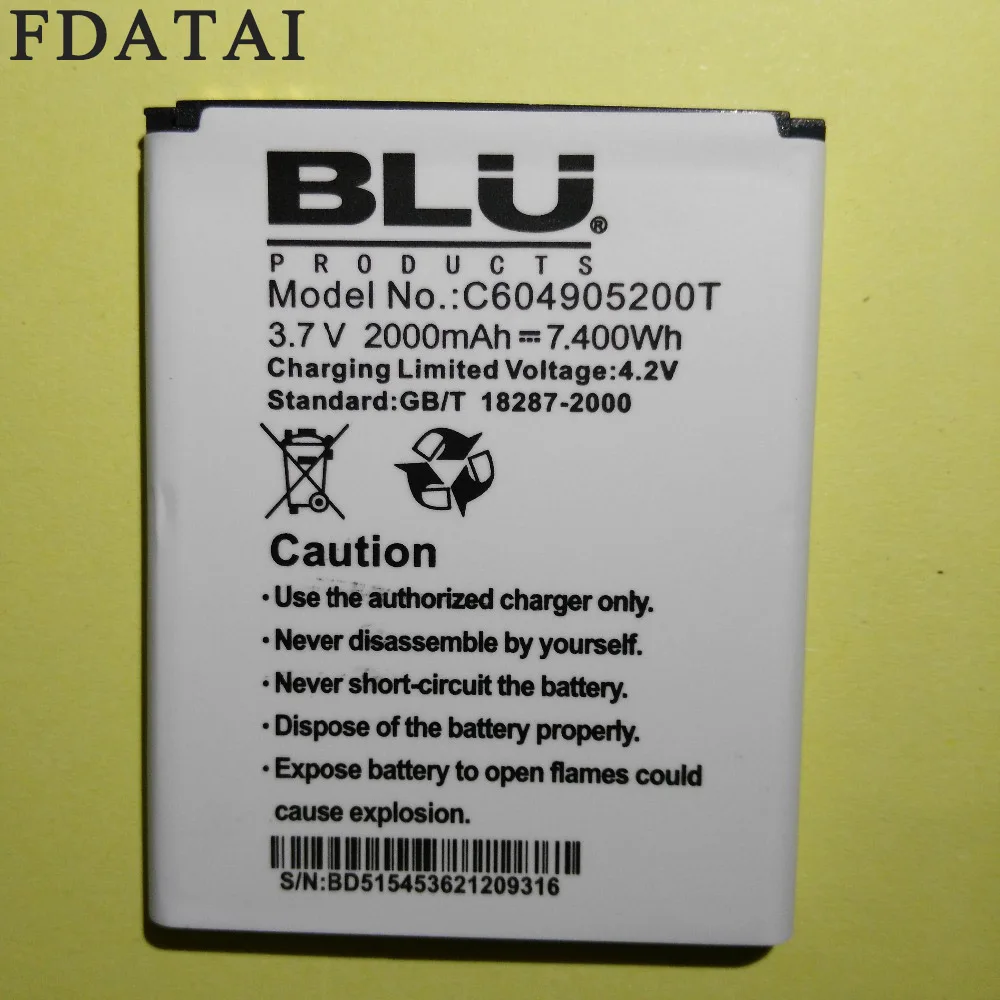 FDATAI
BLU®
PRODUCTS
Model No.:C604905200T
3.7 V 2000mAh⎓7.400Wh
Charging Limited Voltage:4.2V
Standard:GB/T 18287-2000
Caution
·Use the authorized charger only.
·Never disassemble by yourself.
·Never short-circuit the battery.
·Dispose of the battery properly.
·Expose battery to open flames could
cause explosion.
S/N:BD515453621209316